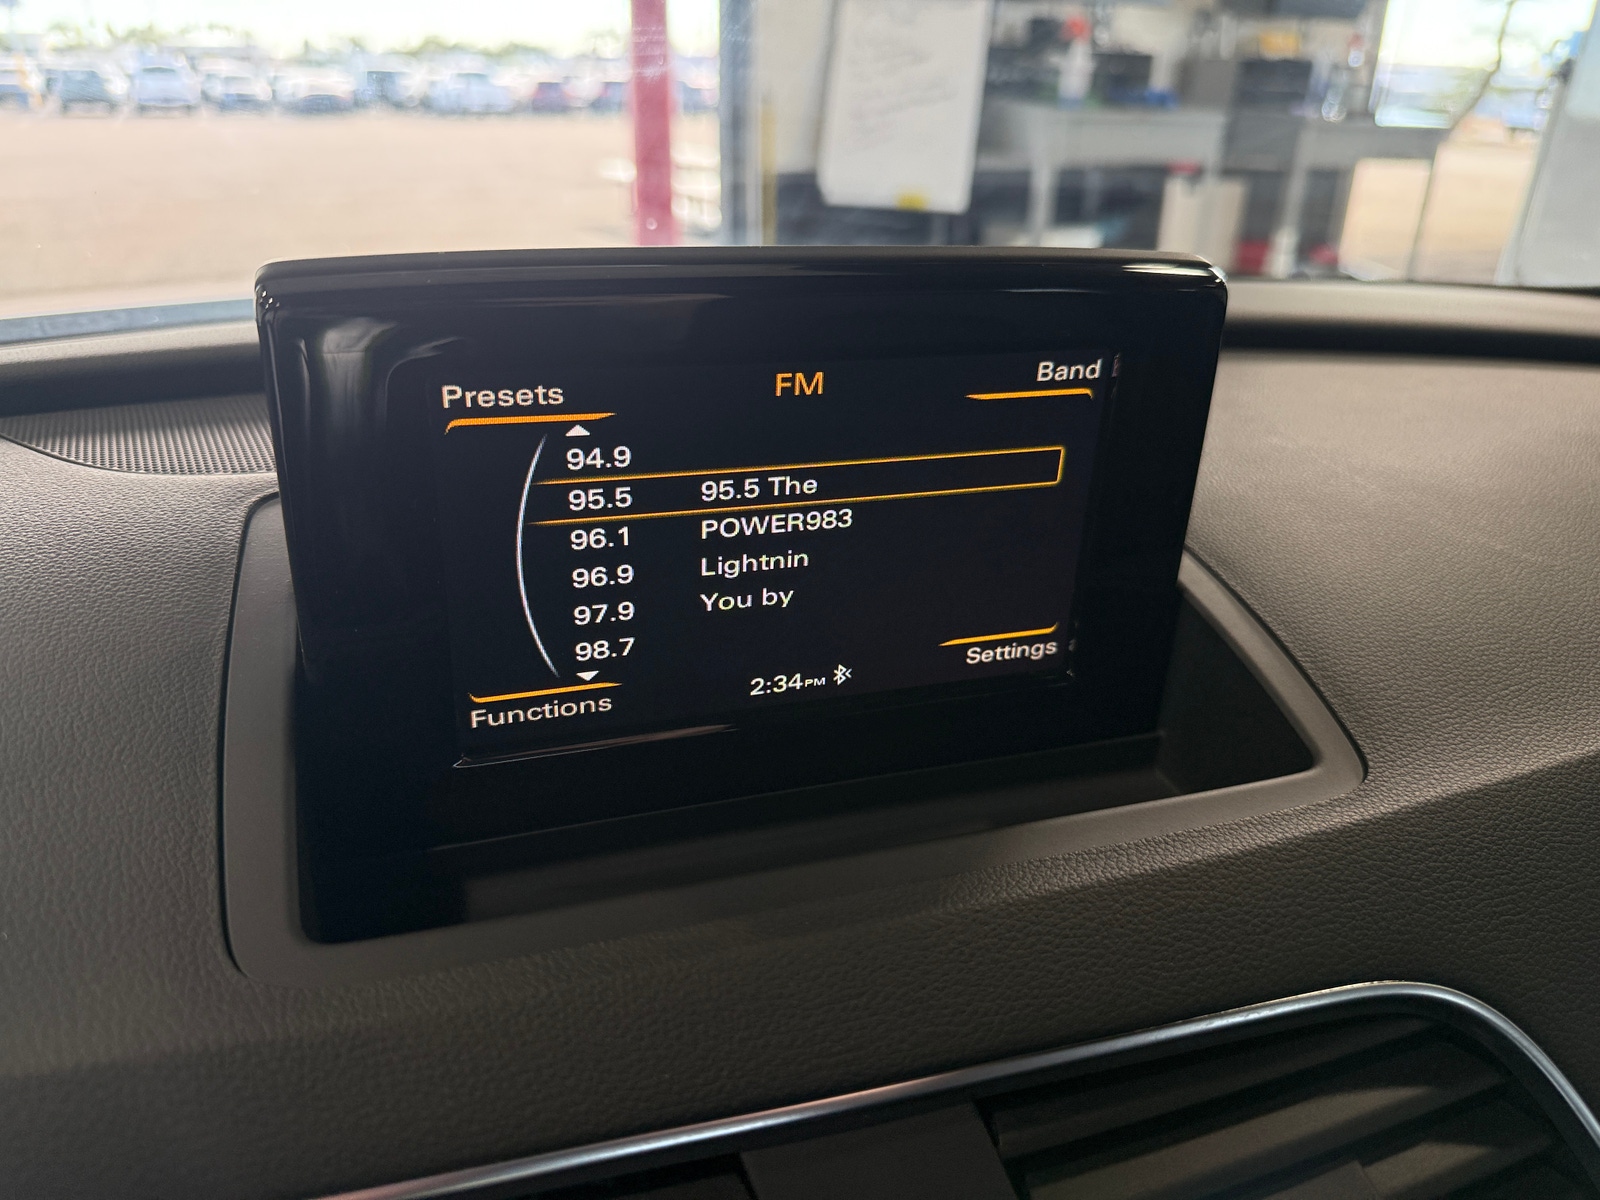 Presets
FM
Band
94.9
95.5 95.5 The
96.1 POWER983
96.9 Lightnin
97.9 You by
98.7
Settings
2:34PM
Functions